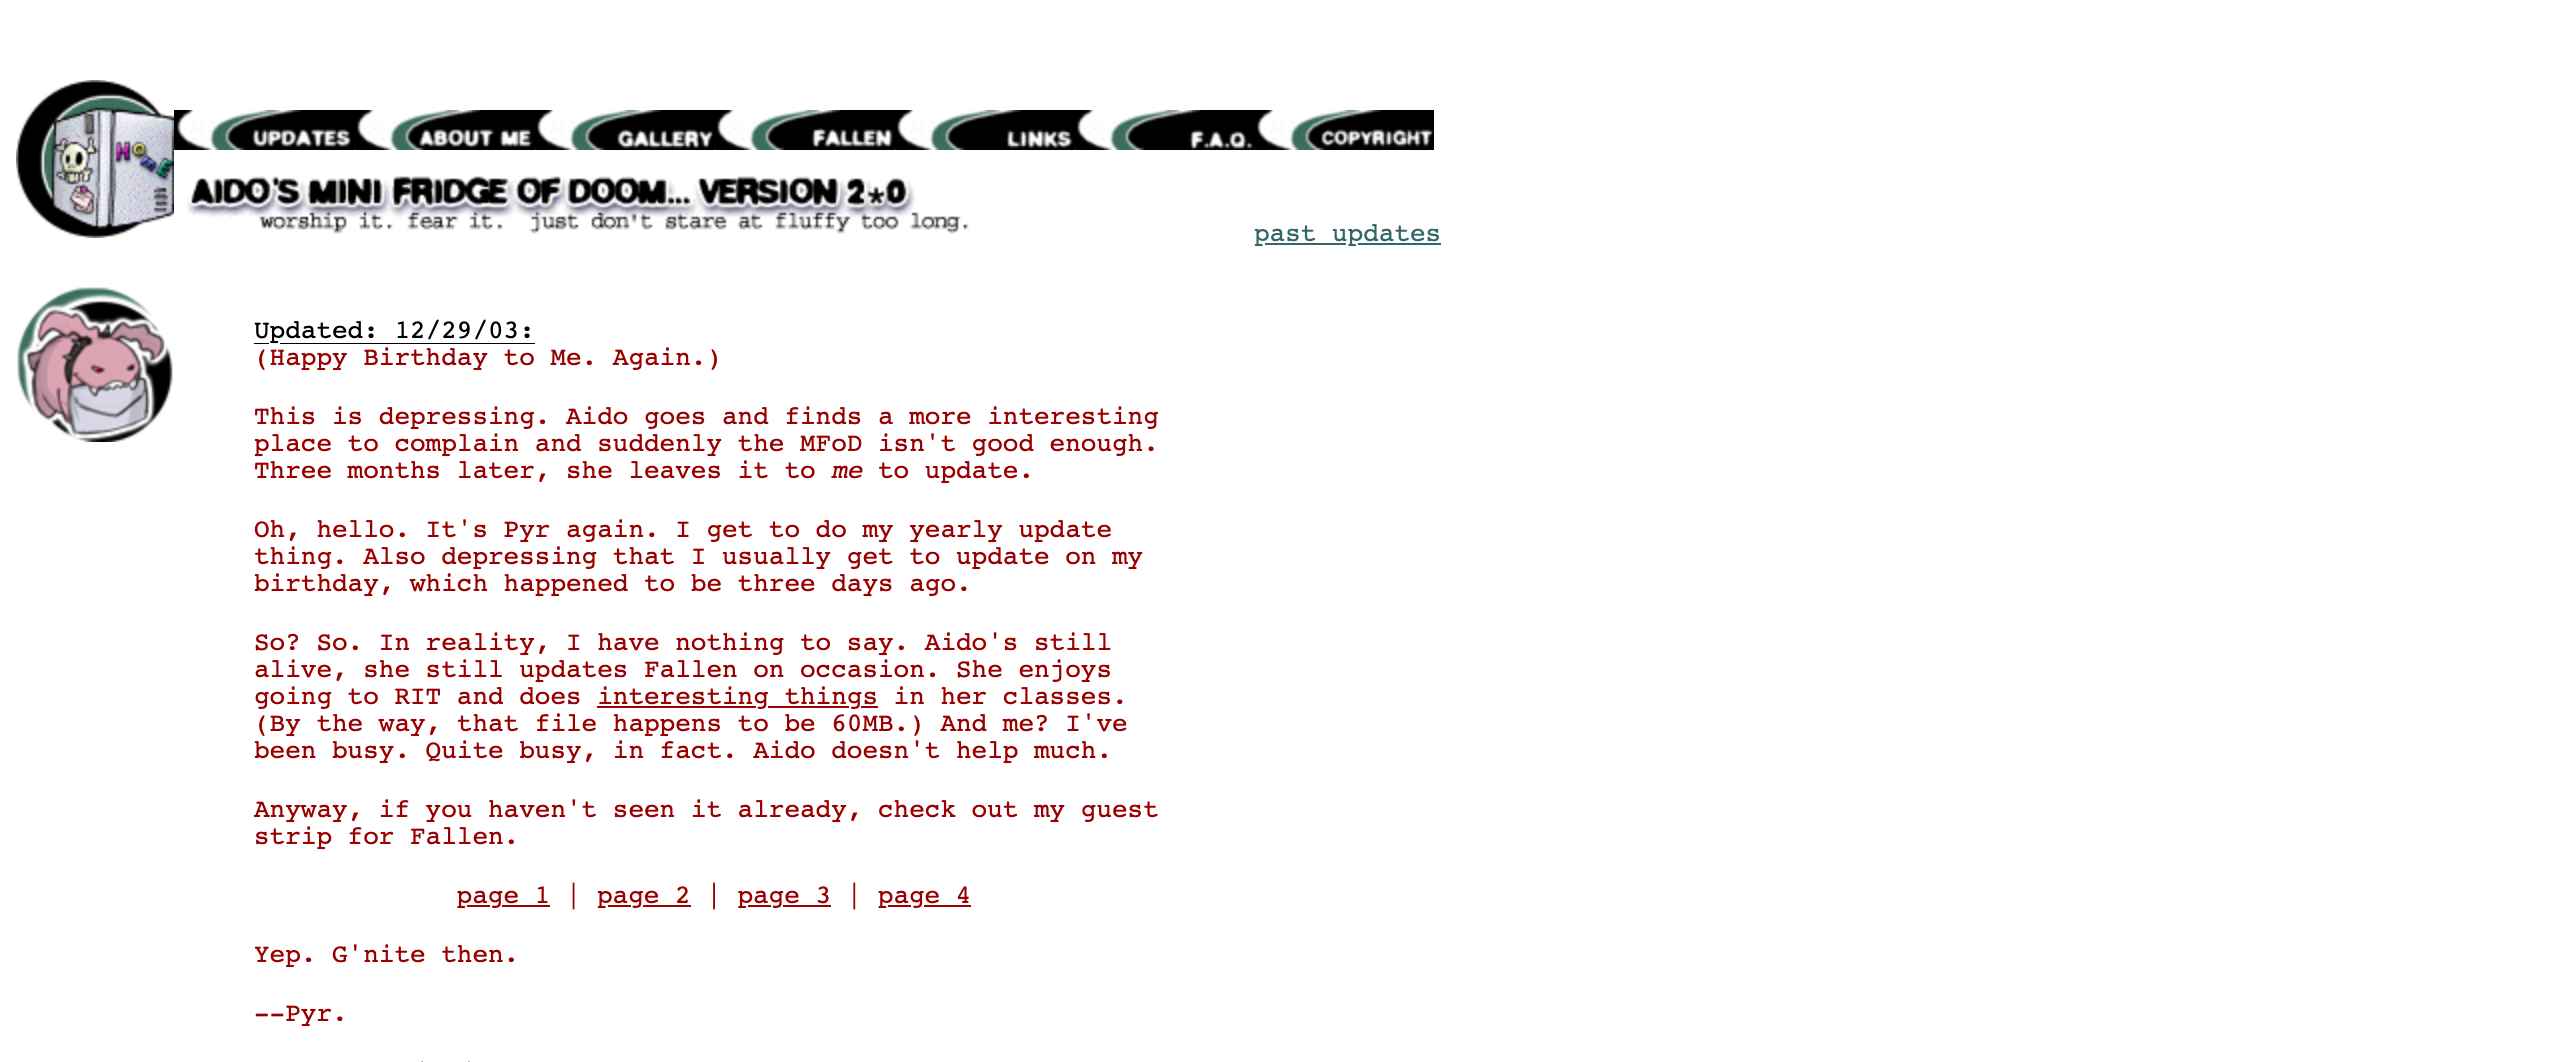 HOME
UPDATES ABOUT ME GALLERY FALLEN LINKS F.A.Q. COPYRIGHT
AIDO'S MINI FRIDGE OF DOOM... VERSION 2*0
worship it. fear it. just don't stare at fluffy too long.
past updates
Updated: 12/29/03:
(Happy Birthday to Me. Again.)
This is depressing. Aido goes and finds a more interesting
place to complain and suddenly the MFoD isn't good enough.
Three months later, she leaves it to me to update.
Oh, hello. It's Pyr again. I get to do my yearly update
thing. Also depressing that I usually get to update on my
birthday, which happened to be three days ago.
So? So. In reality, I have nothing to say. Aido's still
alive, she still updates Fallen on occasion. She enjoys
going to RIT and does interesting things in her classes.
(By the way, that file happens to be 60MB.) And me? I've
been busy. Quite busy, in fact. Aido doesn't help much.
Anyway, if you haven't seen it already, check out my guest
strip for Fallen.
page 1 | page 2 | page 3 | page 4
Yep. G'nite then.
--Pyr.